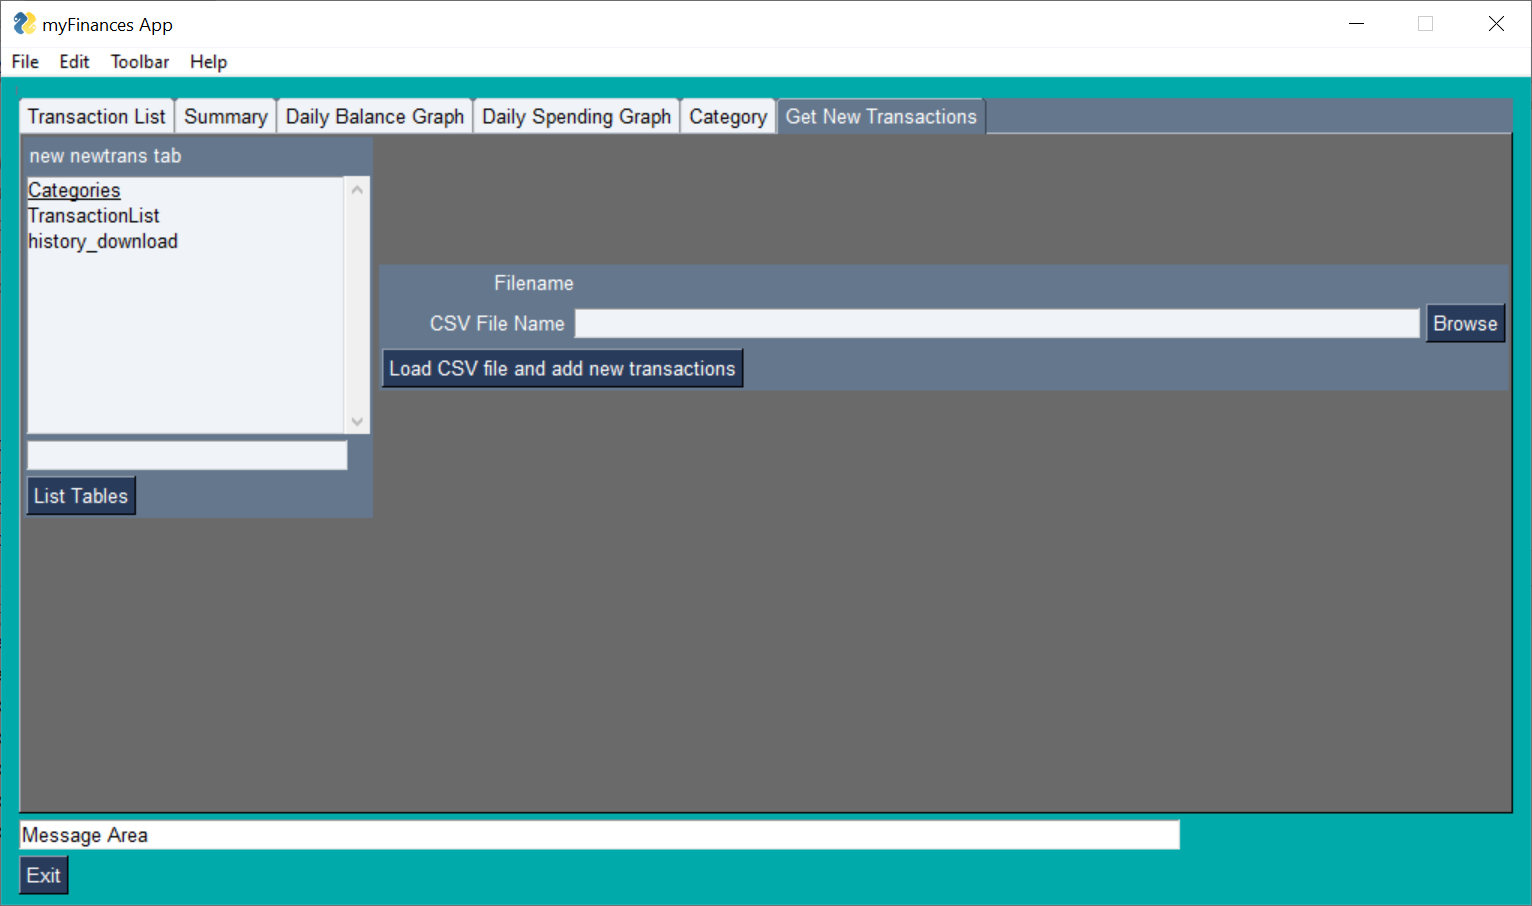 myFinances App
File Edit Toolbar Help
Transaction List Summary Daily Balance Graph Daily Spending Graph Category Get New Transactions
new newtrans tab
Categories
TransactionList
history_download
List Tables
Filename
CSV File Name Browse
Load CSV file and add new transactions
Message Area
Exit